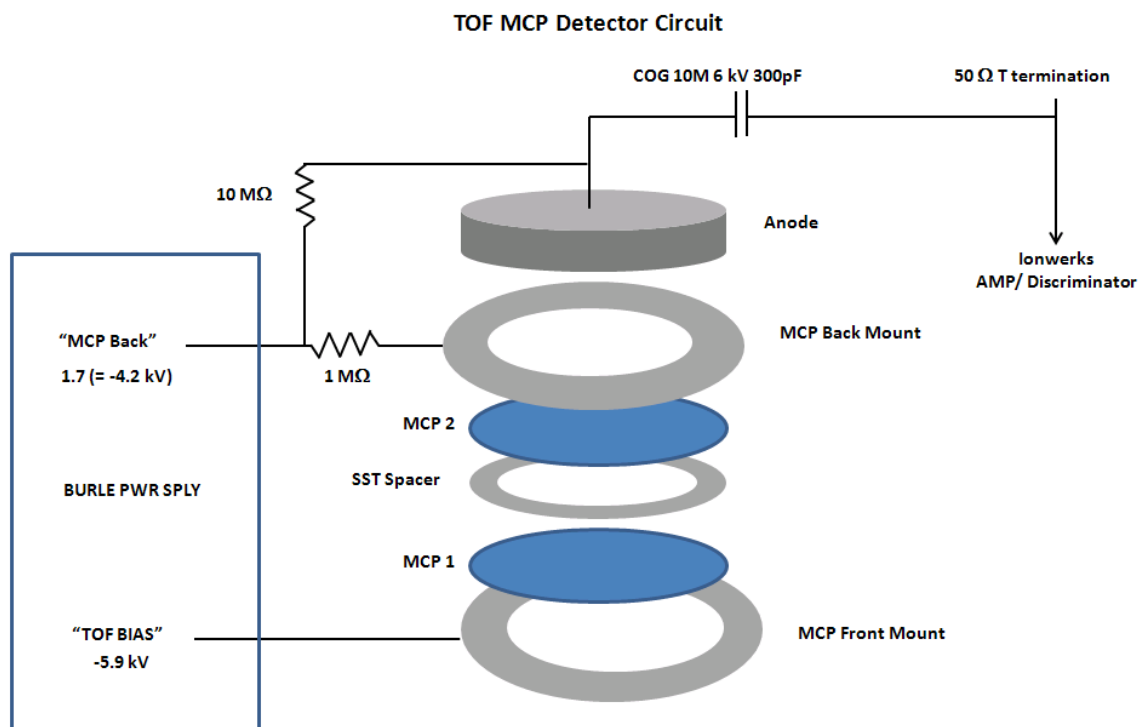 TOF MCP Detector Circuit
COG 10M 6 kV 300pF
50 Ω T termination
10 MΩ
Anode
Ionwerks
AMP/ Discriminator
“MCP Back”
1.7 (= -4.2 kV)
1 MΩ
MCP Back Mount
MCP 2
SST Spacer
BURLE PWR SPLY
MCP 1
“TOF BIAS”
-5.9 kV
MCP Front Mount